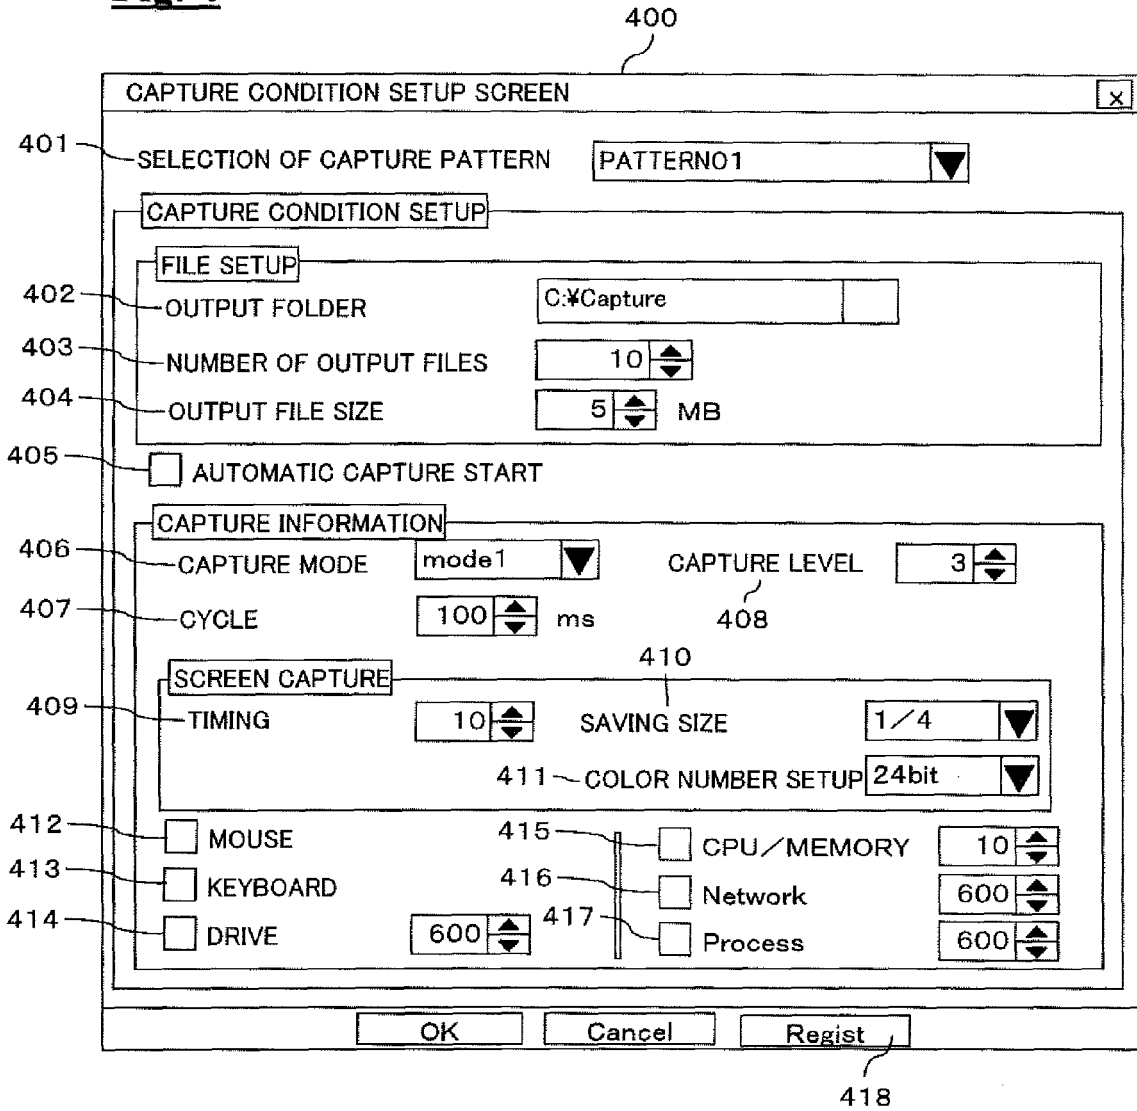 400
CAPTURE CONDITION SETUP SCREEN x
401 SELECTION OF CAPTURE PATTERN PATTERN01
CAPTURE CONDITION SETUP
FILE SETUP
402 OUTPUT FOLDER C:¥Capture
403 NUMBER OF OUTPUT FILES 10
404 OUTPUT FILE SIZE 5 MB
405 AUTOMATIC CAPTURE START
CAPTURE INFORMATION
406 CAPTURE MODE mode1 CAPTURE LEVEL 3
407 CYCLE 100 ms 408
SCREEN CAPTURE 410
409 TIMING 10 SAVING SIZE 1/4
411 COLOR NUMBER SETUP 24bit
412 MOUSE 415 CPU/MEMORY 10
413 KEYBOARD 416 Network 600
414 DRIVE 600 417 Process 600
OK Cancel Regist
418